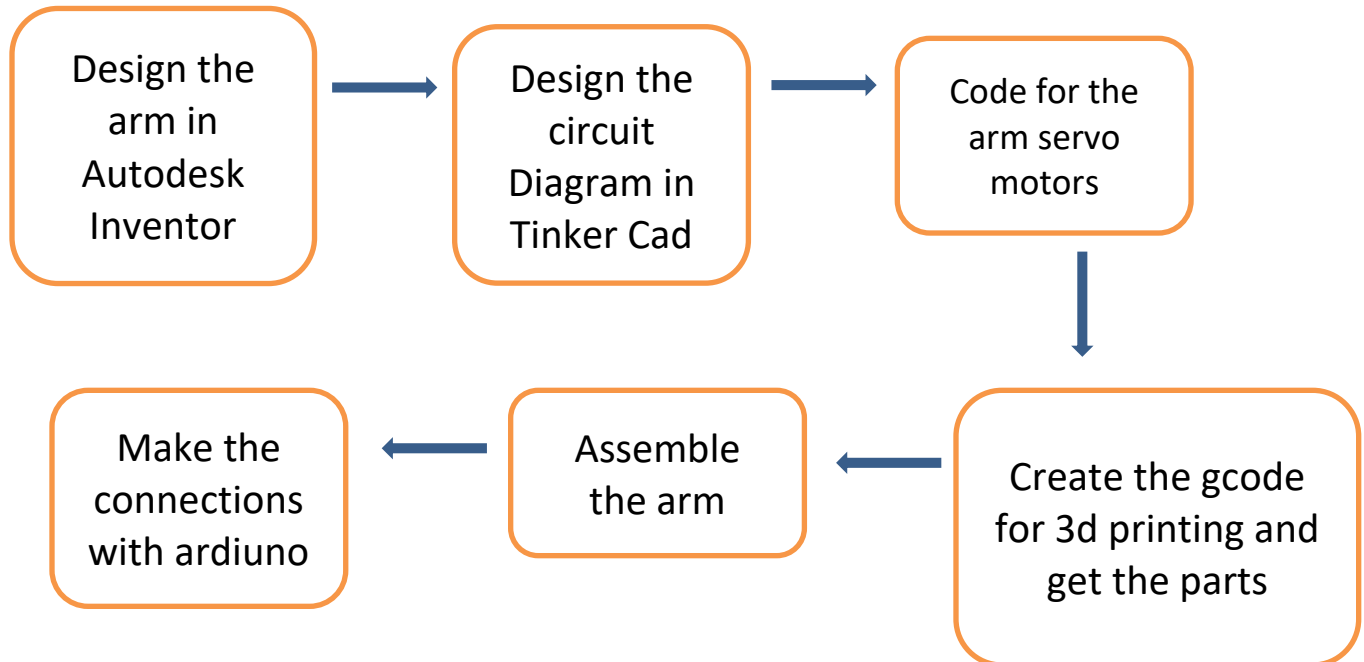 Design the
arm in
Autodesk
Inventor
Design the
circuit
Diagram in
Tinker Cad
Code for the
arm servo
motors
Create the gcode
for 3d printing and
get the parts
Assemble
the arm
Make the
connections
with ardiuno